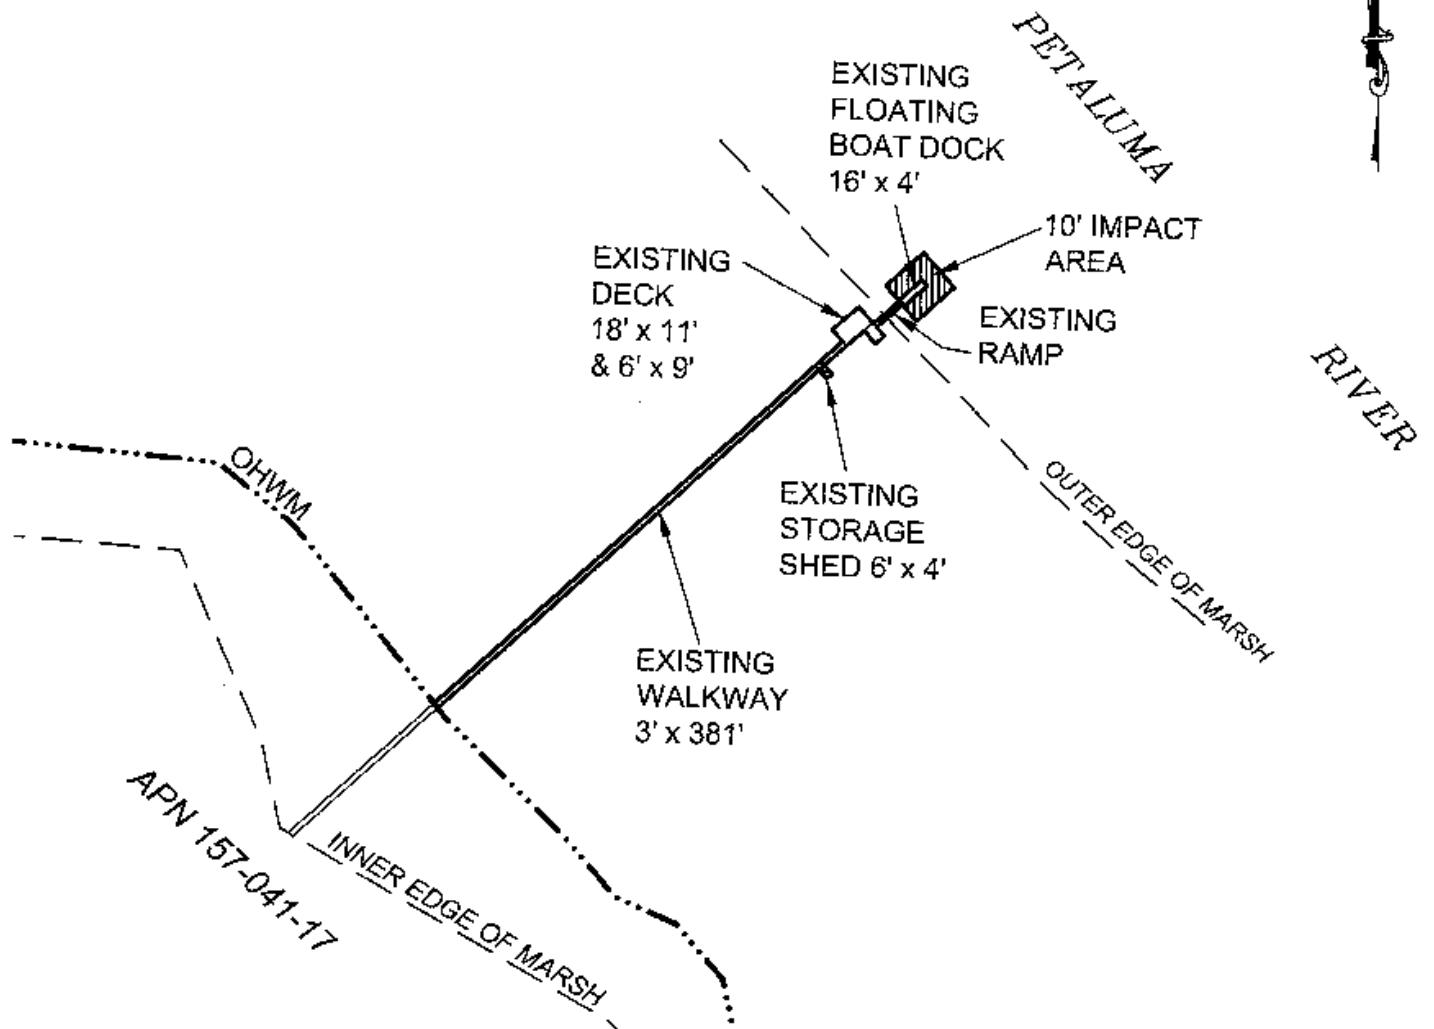 PETALUMA
RIVER
EXISTING
FLOATING
BOAT DOCK
16' x 4'
10' IMPACT
AREA
EXISTING
DECK
18' x 11'
& 6' x 9'
EXISTING
RAMP
OHWM
EXISTING
STORAGE
SHED 6' x 4'
OUTER EDGE OF MARSH
EXISTING
WALKWAY
3' x 381'
APN 157-041-17
INNER EDGE OF MARSH